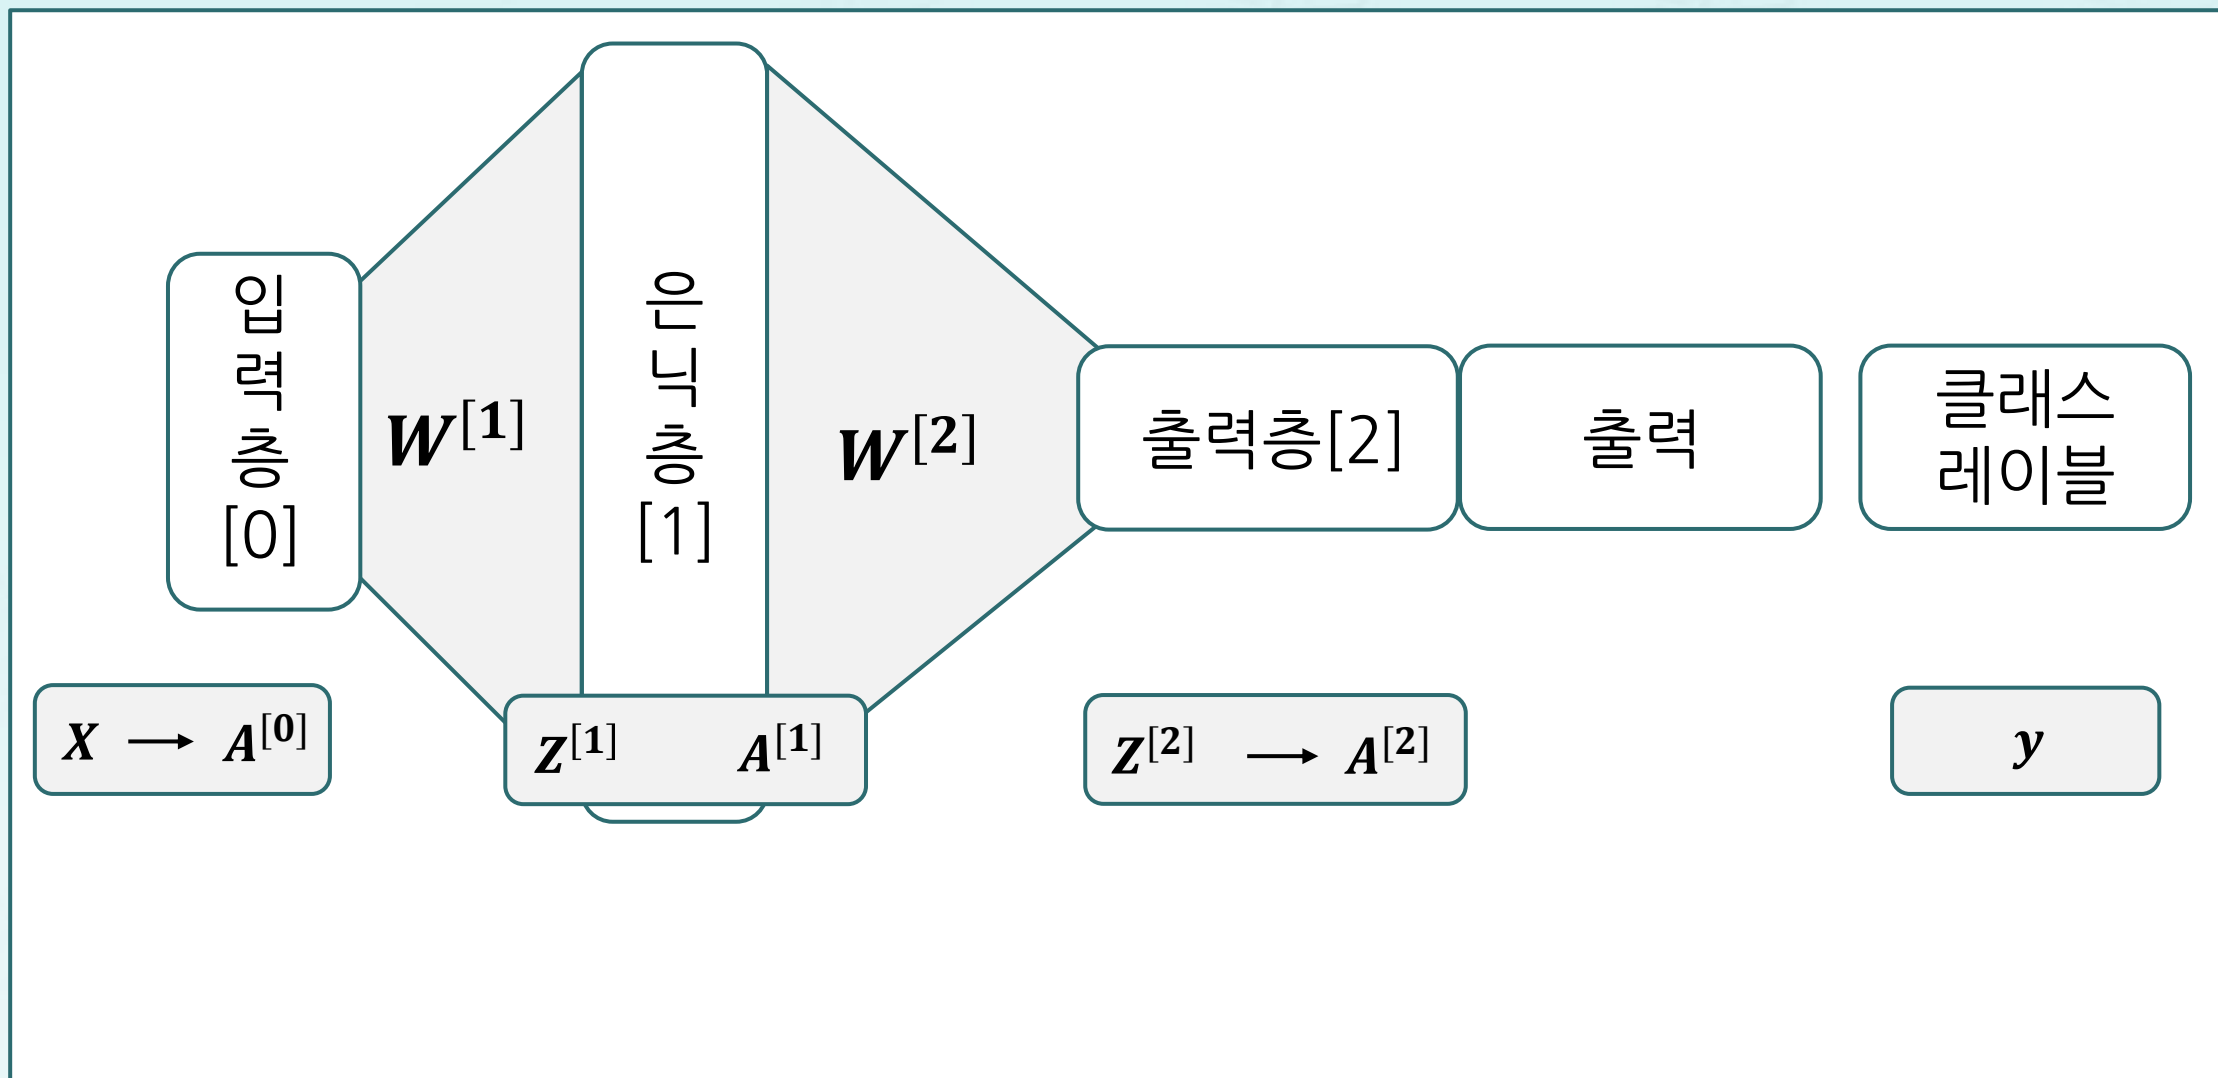 입
력
층
[0]
W^[1]
은
닉
층
[1]
W^[2]
출력층[2]
출력
클래스
레이블
X → A^[0]
Z^[1] A^[1]
Z^[2] → A^[2]
y